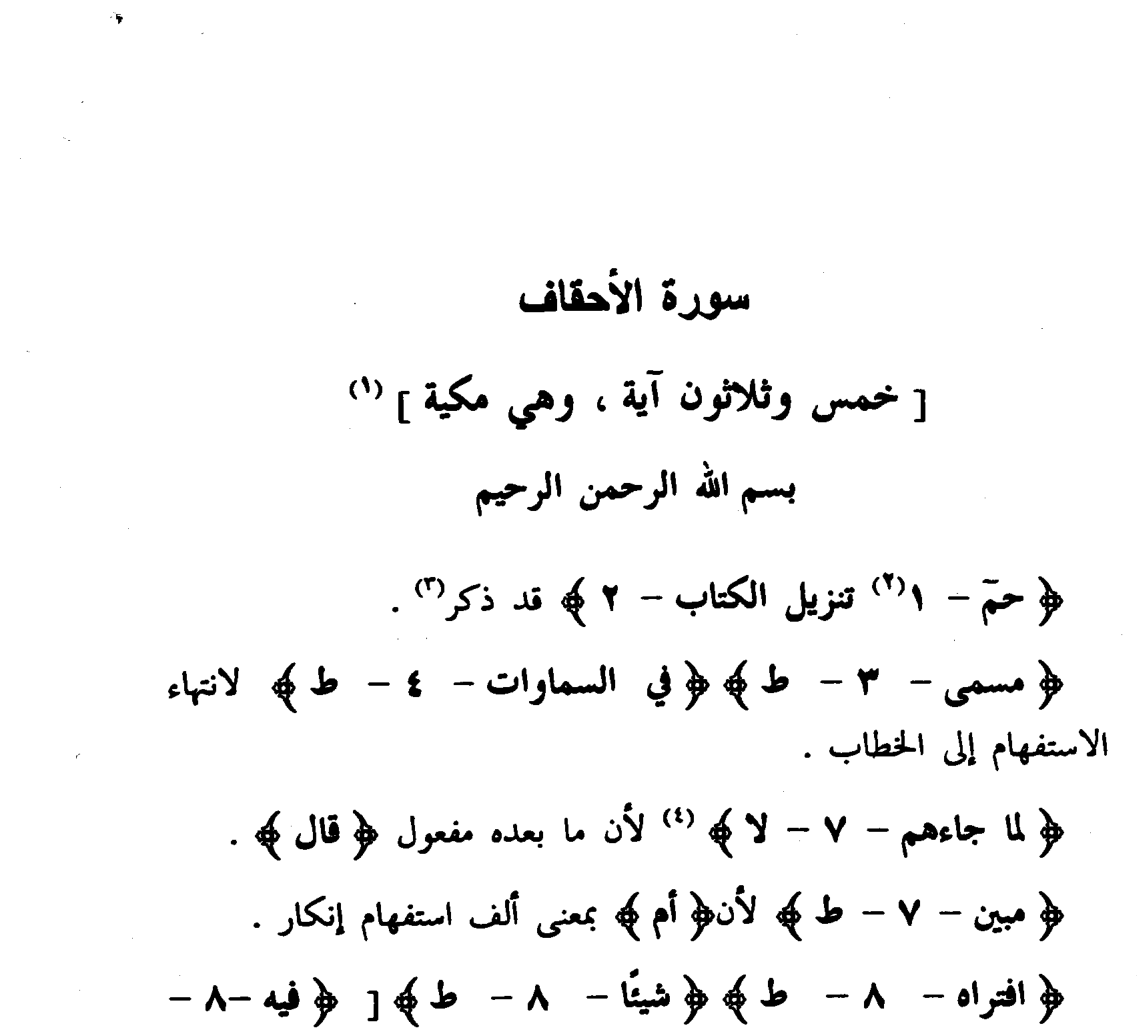 سورة الأحقاف
[ خمس وثلاثون آية ، وهي مكية ] (١)
بسم الله الرحمن الرحيم
﴿ حمٓ – ١(٢) تنزيل الكتاب – ٢ ﴾ قد ذكر(٣) .
﴿ مسمى – ٣ – ط ﴾ ﴿ في السماوات – ٤ – ط ﴾ لانتهاء
الاستفهام إلى الخطاب .
﴿ لما جاءهم – ٧ – لا ﴾ (٤) لأن ما بعده مفعول ﴿ قال ﴾ .
﴿ مبين – ٧ – ط ﴾ لأن﴿ أم ﴾ بمعنى ألف استفهام إنكار .
﴿ افتراه – ٨ – ط ﴾ ﴿ شيئًا – ٨ – ط ﴾ [ ﴿ فيه –٨ –